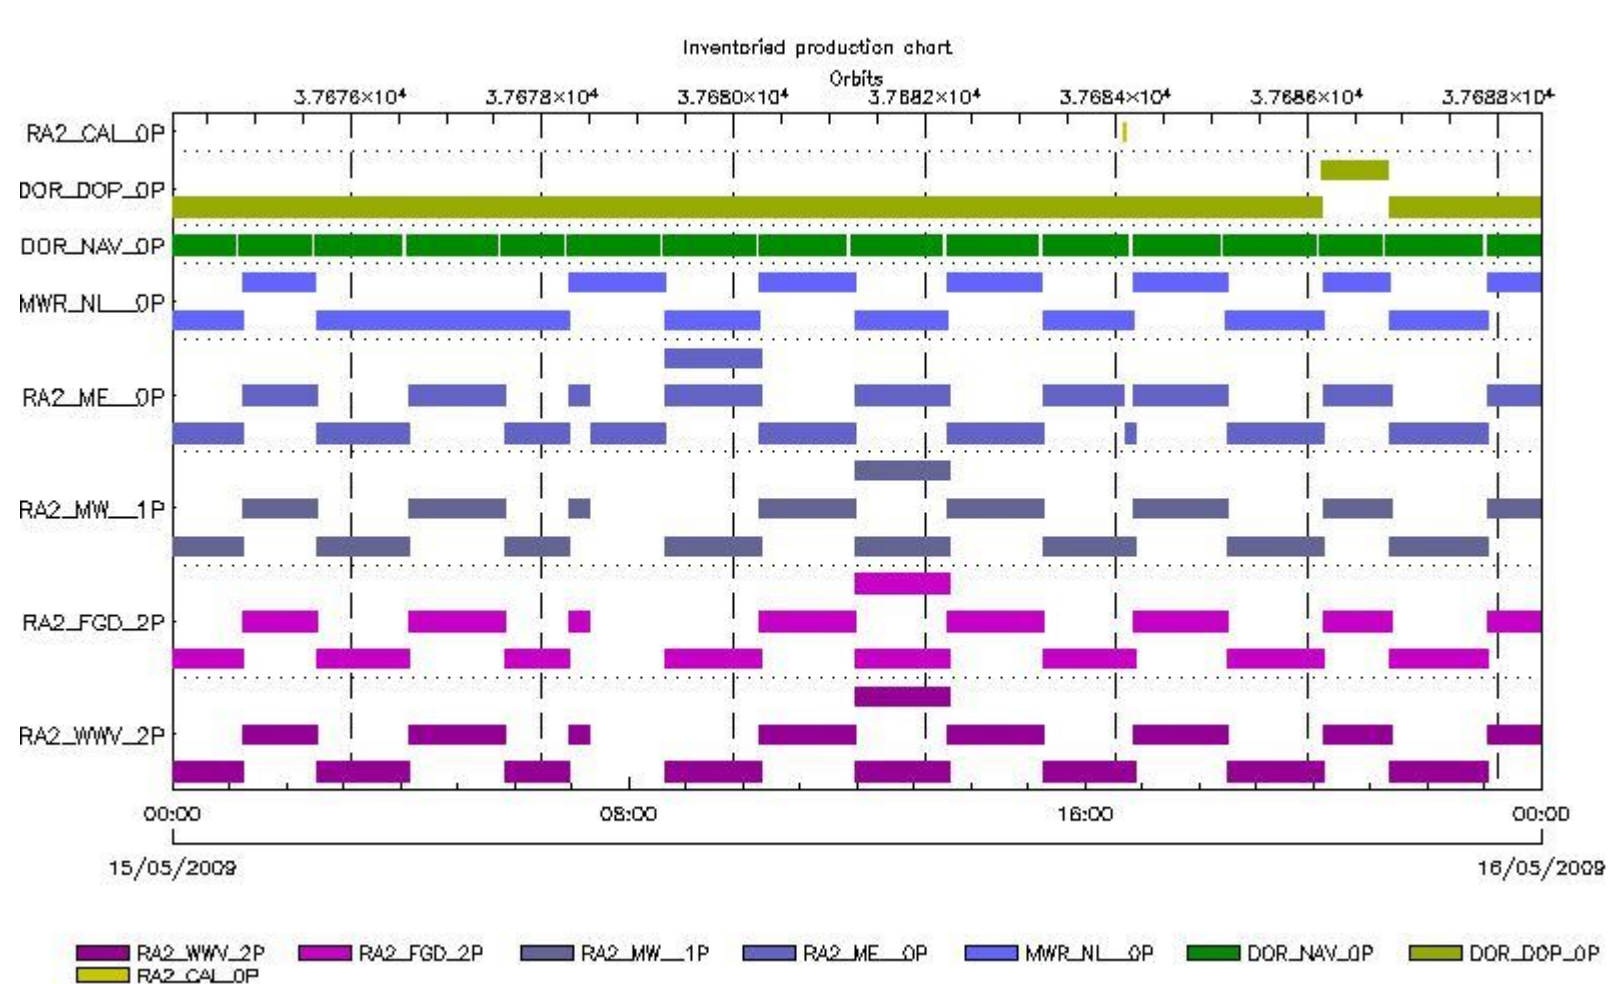 Inventoried production chart
Orbits
3.7676×10⁴ 3.7678×10⁴ 3.7680×10⁴ 3.7682×10⁴ 3.7684×10⁴ 3.7686×10⁴ 3.7688×10⁴
RA2_CAL_0P
DOR_DOP_0P
DOR_NAV_0P
MWR_NL__0P
RA2_ME__0P
RA2_MW__1P
RA2_FGD_2P
RA2_WWV_2P
00:00 08:00 16:00 00:00
15/05/2009 16/05/2009
RA2_WWV_2P RA2_FGD_2P RA2_MW__1P RA2_ME__0P MWR_NL__0P DOR_NAV_0P DOR_DOP_0P
RA2_CAL_0P